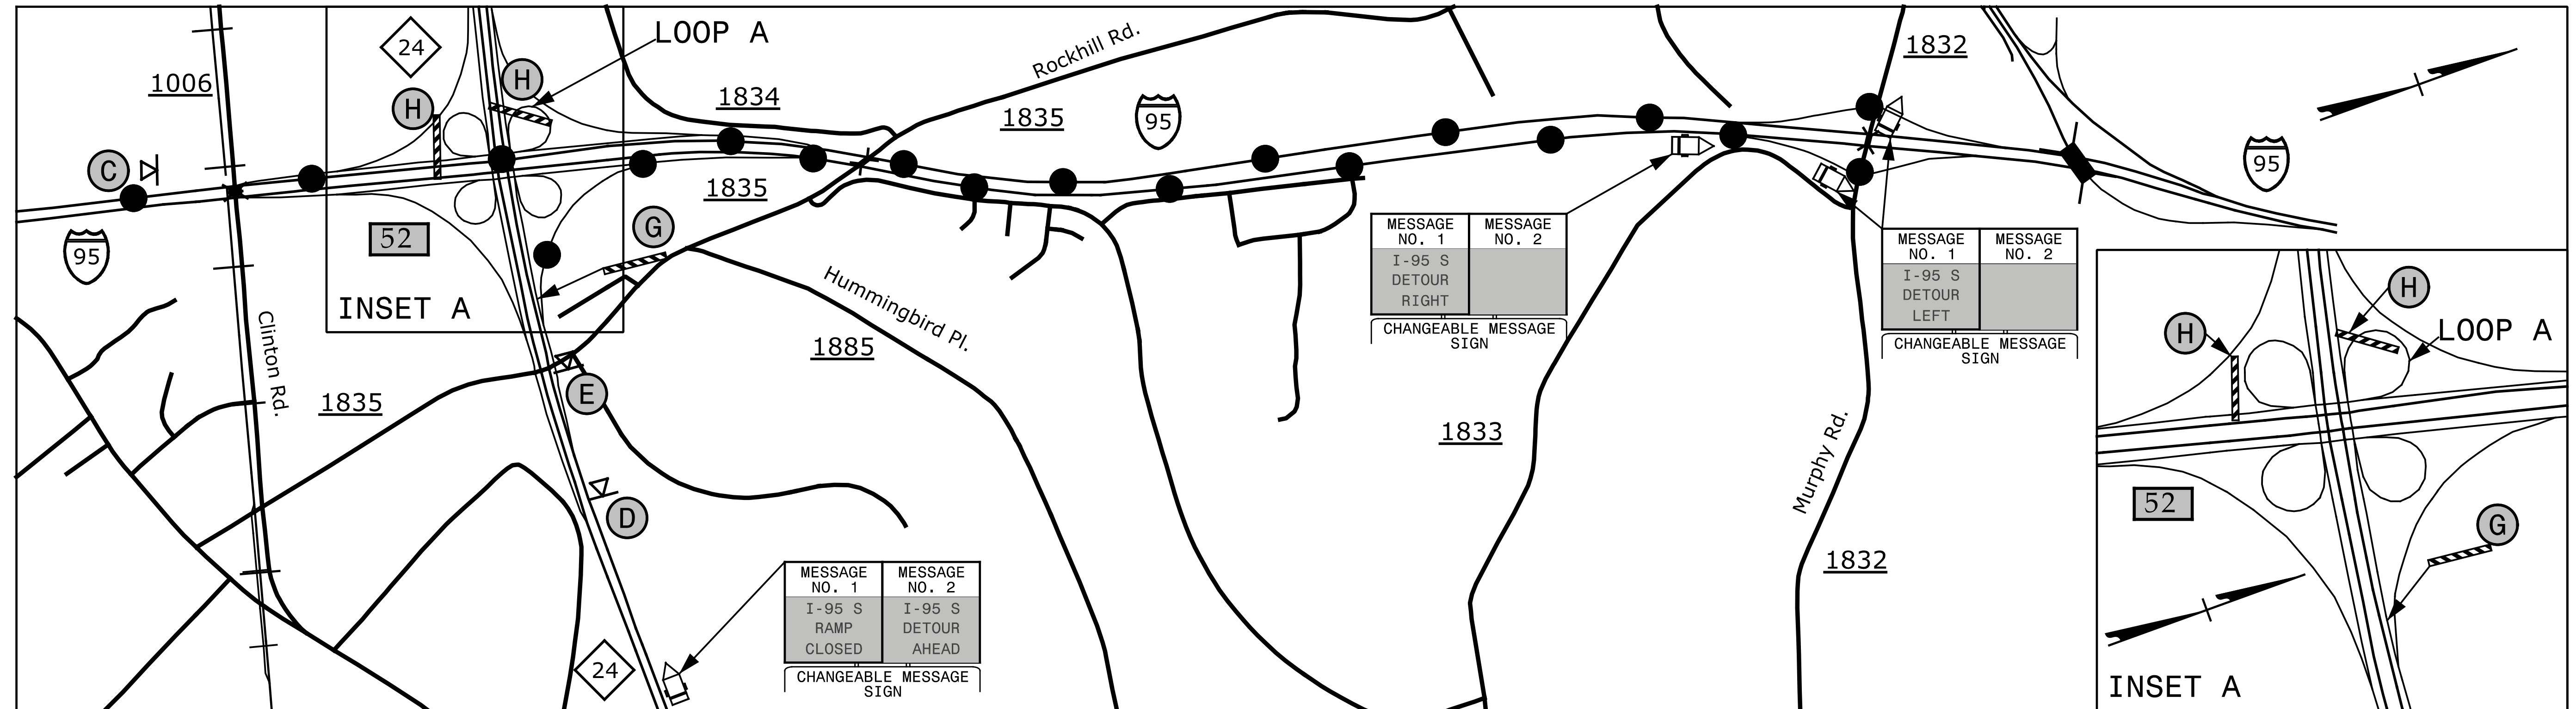 24
LOOP A
H
H
1006
C
95
52
INSET A
G
1834
Rockhill Rd.
1835
95
1835
Hummingbird Pl.
1885
Clinton Rd.
1835
E
D
24
MESSAGE NO. 1
MESSAGE NO. 2
I-95 S
RAMP
CLOSED
I-95 S
DETOUR
AHEAD
CHANGEABLE MESSAGE
SIGN
MESSAGE NO. 1
MESSAGE NO. 2
I-95 S
DETOUR
RIGHT
CHANGEABLE MESSAGE
SIGN
1833
Murphy Rd.
1832
1832
MESSAGE NO. 1
MESSAGE NO. 2
I-95 S
DETOUR
LEFT
CHANGEABLE MESSAGE
SIGN
95
H
H
LOOP A
52
G
INSET A